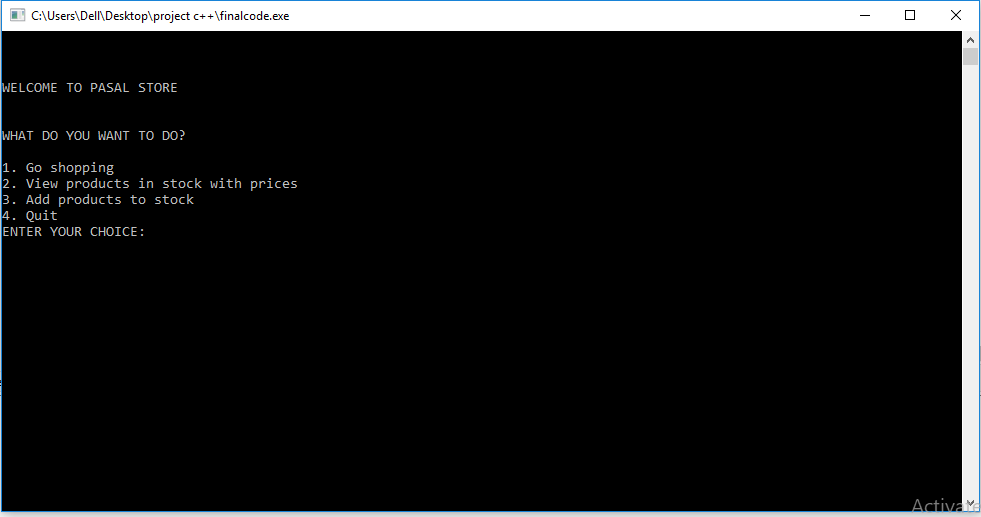 C:\Users\Dell\Desktop\project c++\finalcode.exe
WELCOME TO PASAL STORE
WHAT DO YOU WANT TO DO?
1. Go shopping
2. View products in stock with prices
3. Add products to stock
4. Quit
ENTER YOUR CHOICE:
Activate